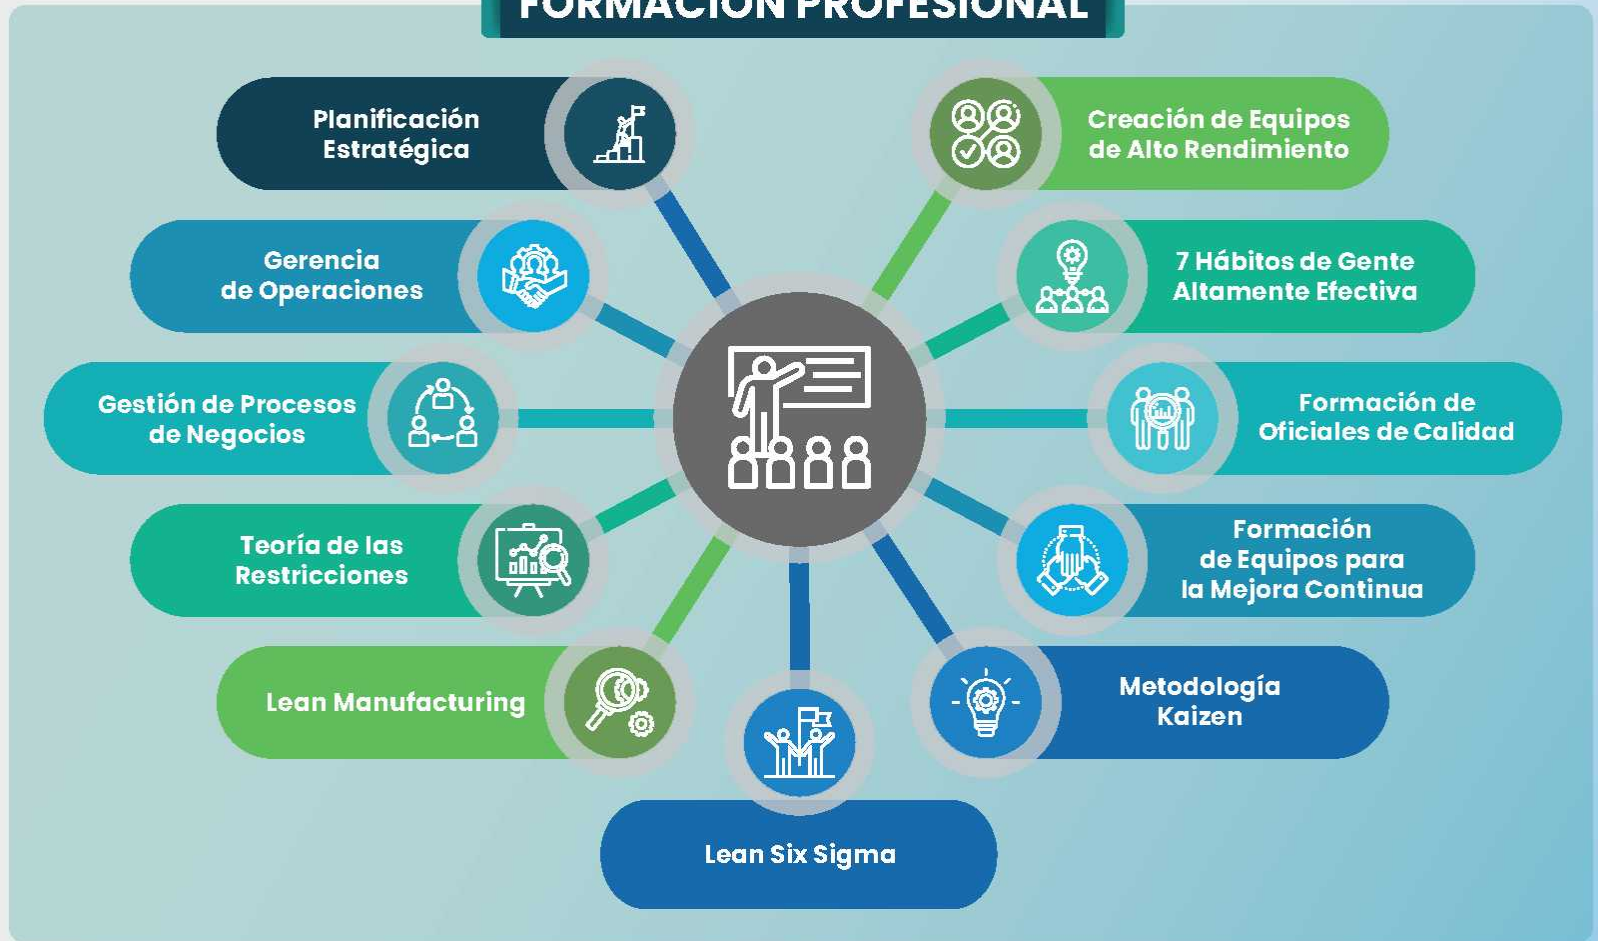 FORMACIÓN PROFESIONAL
Planificación
Estratégica
Gerencia
de Operaciones
Gestión de Procesos
de Negocios
Teoría de las
Restricciones
Lean Manufacturing
Lean Six Sigma
Creación de Equipos
de Alto Rendimiento
7 Hábitos de Gente
Altamente Efectiva
Formación de
Oficiales de Calidad
Formación
de Equipos para
la Mejora Continua
Metodología
Kaizen